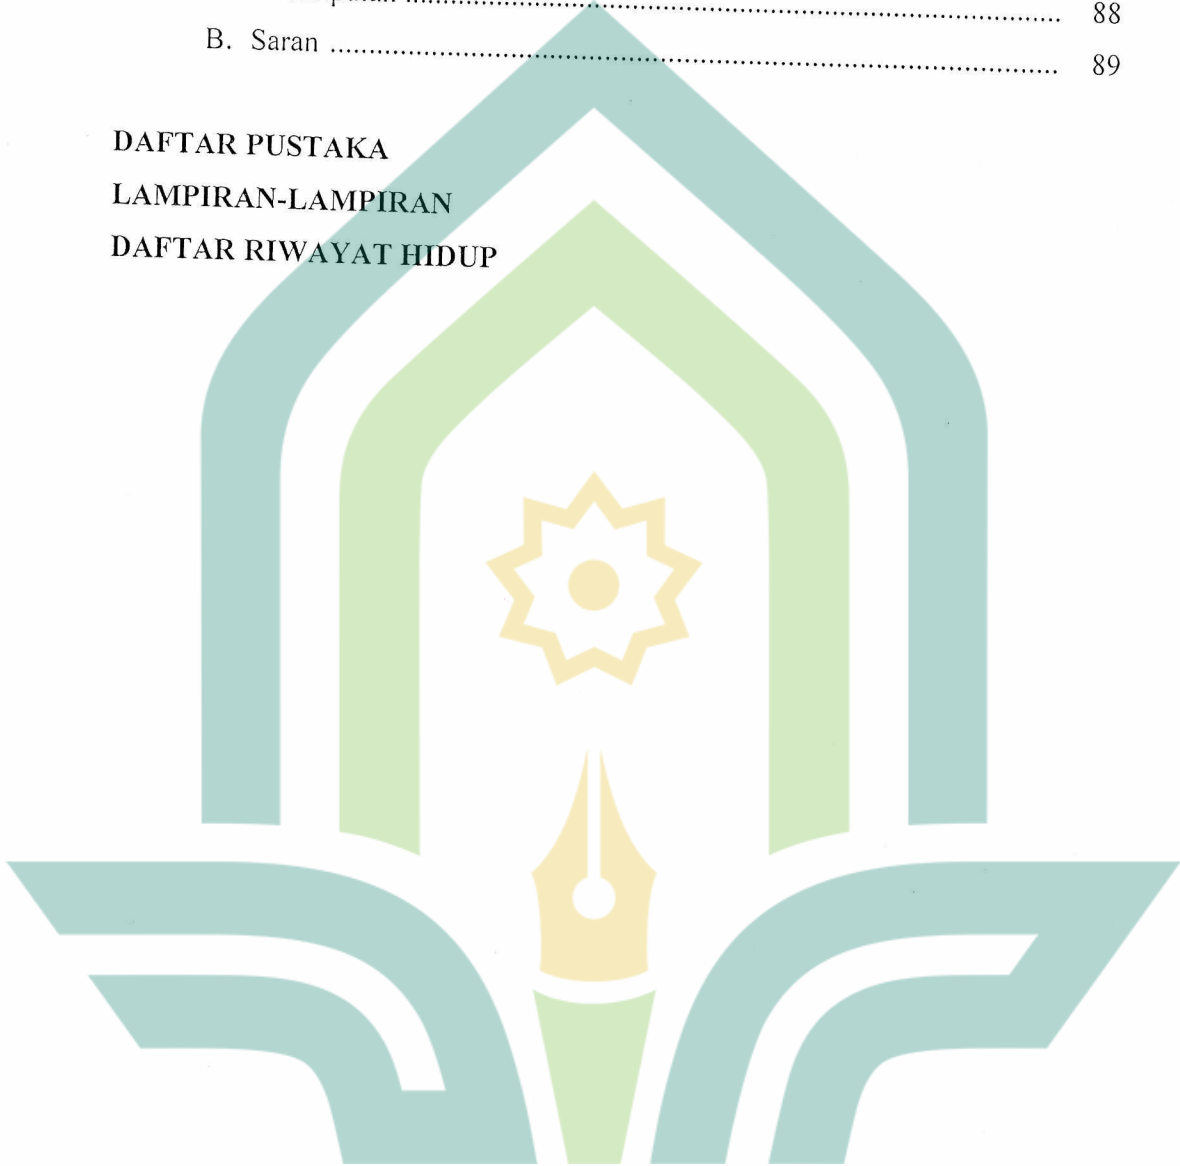 88
B. Saran ........................................................................................ 89
DAFTAR PUSTAKA
LAMPIRAN-LAMPIRAN
DAFTAR RIWAYAT HIDUP